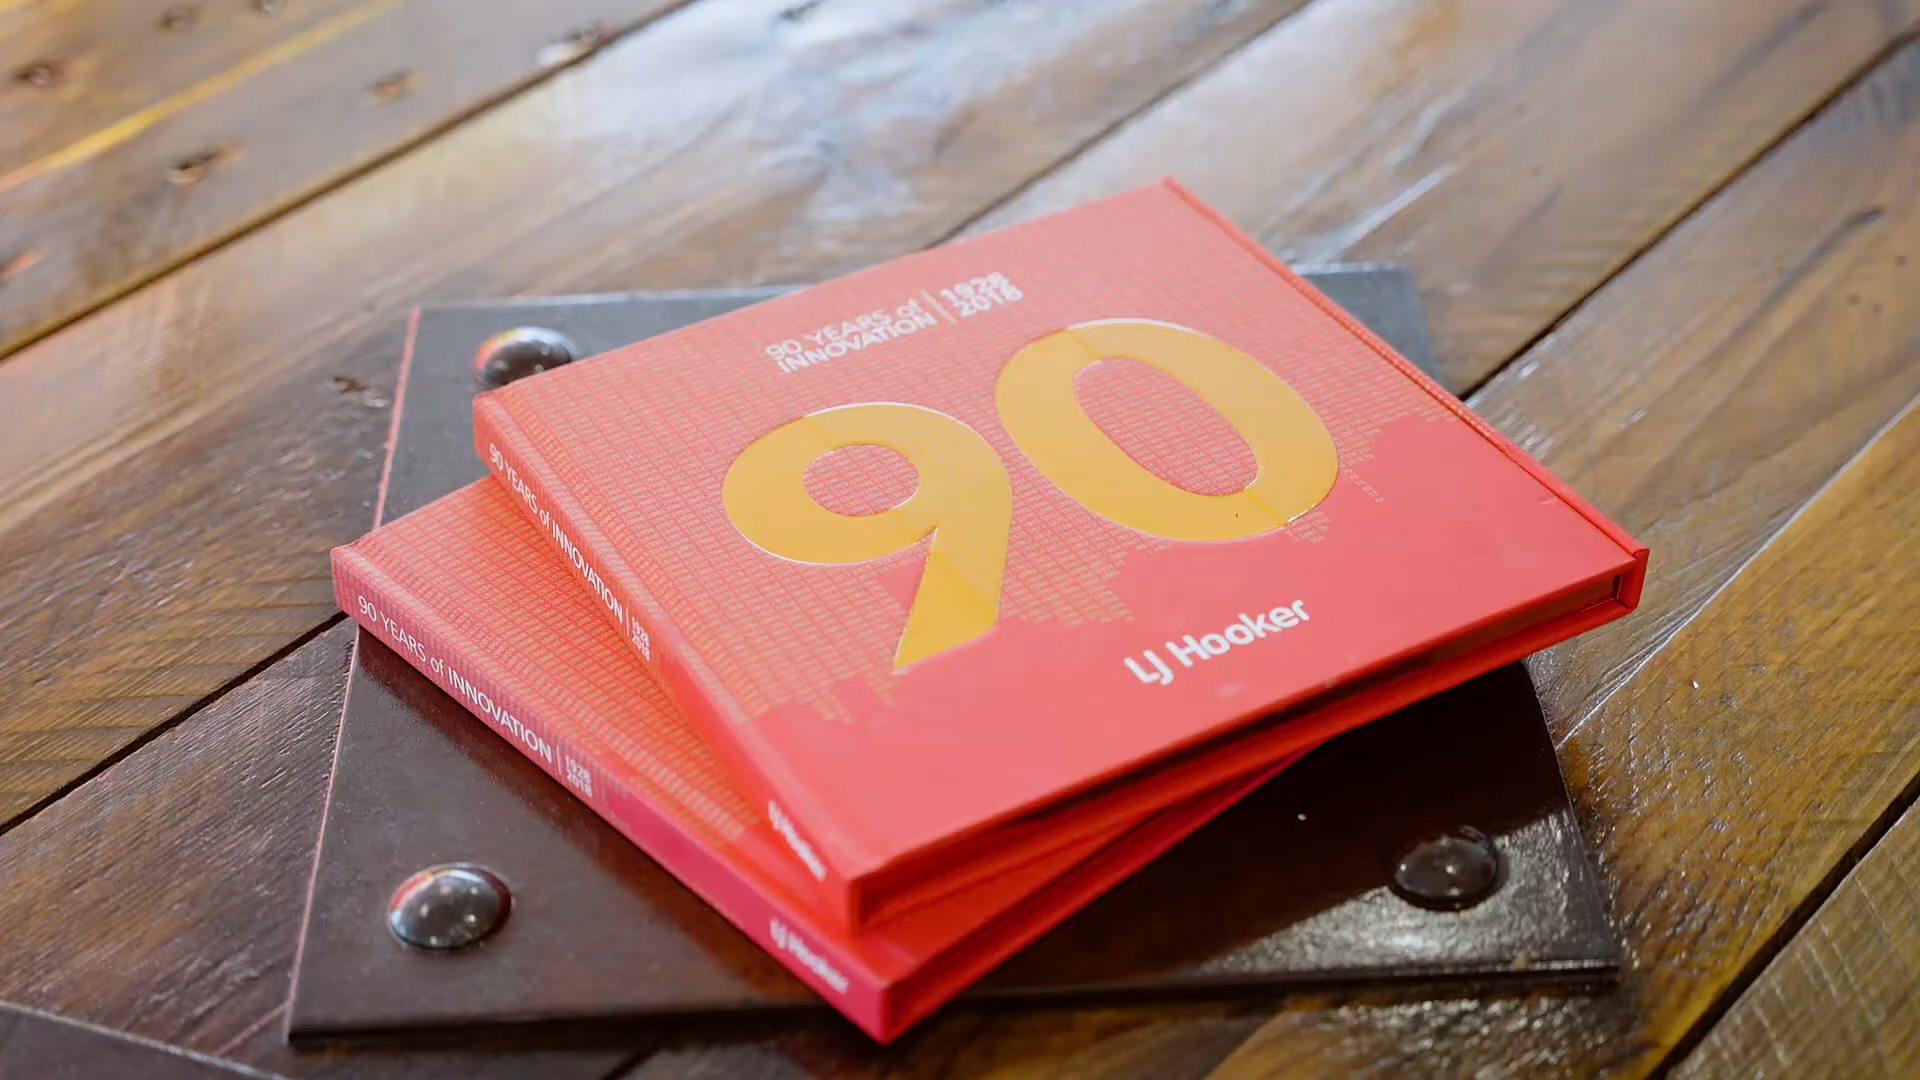 90 YEARS of | 1928
INNOVATION | 2018
90
LJ Hooker
90 YEARS of INNOVATION | 1928
2018
LJ Hooker
90 YEARS of INNOVATION | 1928
2018
LJ Hooker